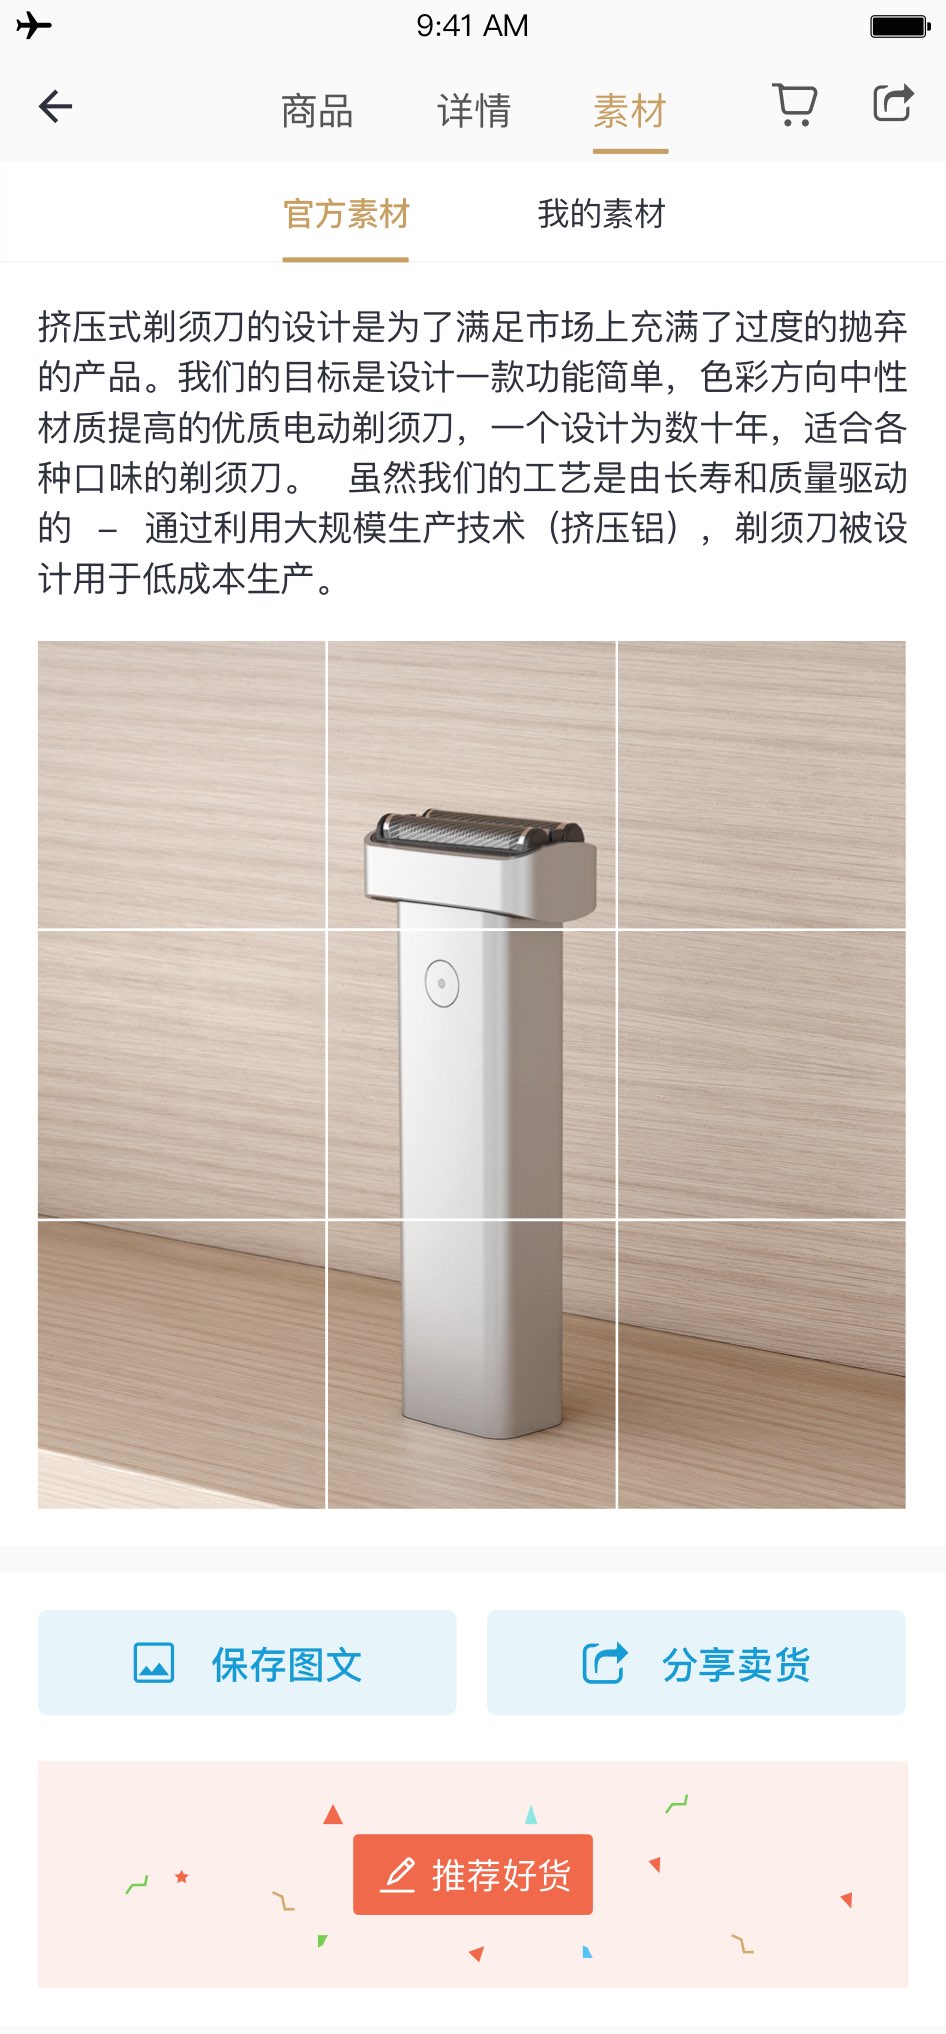 9:41 AM
商品 详情 素材
官方素材 我的素材
挤压式剃须刀的设计是为了满足市场上充满了过度的抛弃
的产品。我们的目标是设计一款功能简单，色彩方向中性
材质提高的优质电动剃须刀，一个设计为数十年，适合各
种口味的剃须刀。 虽然我们的工艺是由长寿和质量驱动
的 – 通过利用大规模生产技术（挤压铝），剃须刀被设
计用于低成本生产。
保存图文 分享卖货
推荐好货